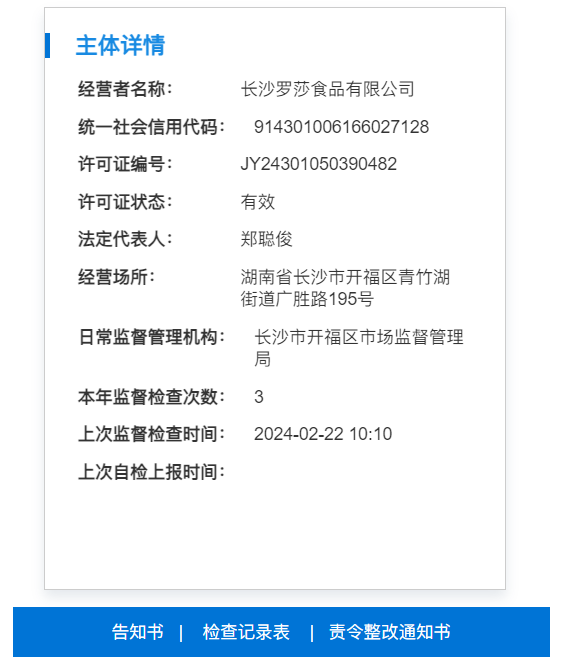 主体详情
经营者名称： 长沙罗莎食品有限公司
统一社会信用代码： 914301006166027128
许可证编号： JY24301050390482
许可证状态： 有效
法定代表人： 郑聪俊
经营场所： 湖南省长沙市开福区青竹湖
街道广胜路195号
日常监督管理机构： 长沙市开福区市场监督管理
局
本年监督检查次数： 3
上次监督检查时间： 2024-02-22 10:10
上次自检上报时间：
告知书 | 检查记录表 | 责令整改通知书